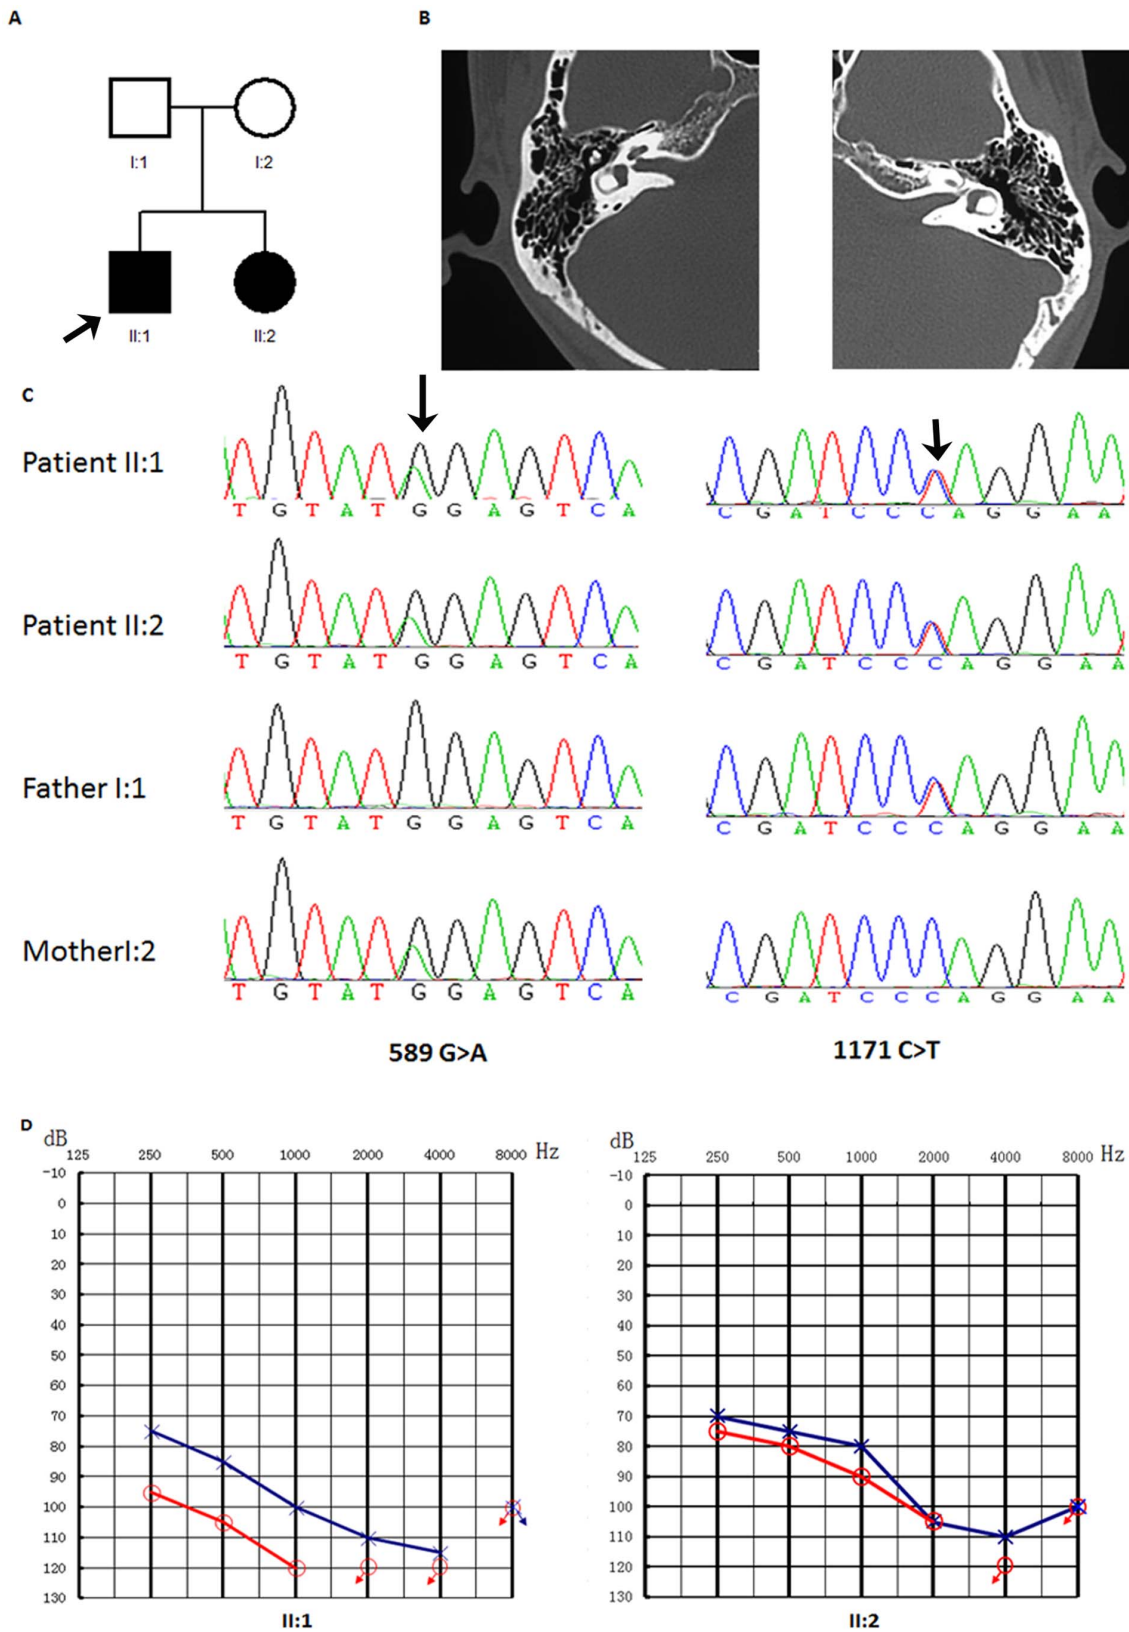 A
B
I:1
I:2
II:1
II:2
C
Patient II:1
T G T A T G G A G T C A
C G A T C C C A G G A A
Patient II:2
T G T A T G G A G T C A
C G A T C C C A G G A A
Father I:1
T G T A T G G A G T C A
C G A T C C C A G G A A
MotherI:2
T G T A T G G A G T C A
C G A T C C C A G G A A
589 G>A
1171 C>T
D
dB
125 250 500 1000 2000 4000 8000 Hz
-10
0
10
20
30
40
50
60
70
80
90
100
110
120
130
II:1
dB
125 250 500 1000 2000 4000 8000 Hz
-10
0
10
20
30
40
50
60
70
80
90
100
110
120
130
II:2